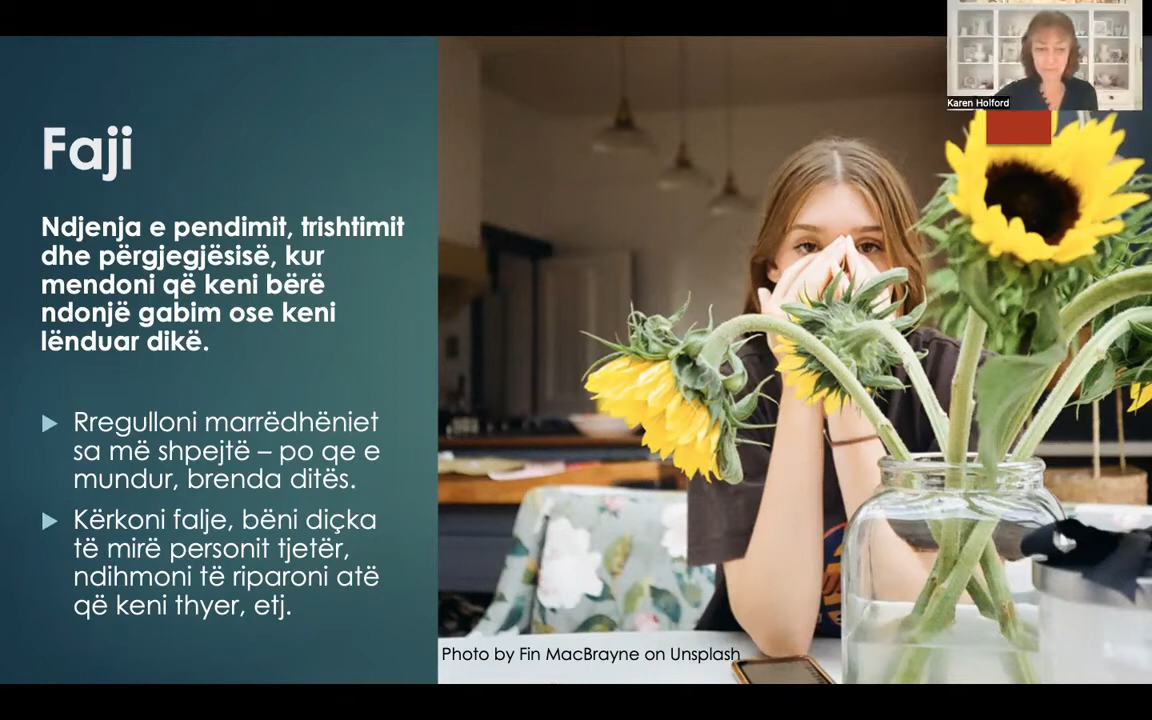 Karen Holford
Faji
Ndjenja e pendimit, trishtimit
dhe përgjegjësisë, kur
mendoni që keni bërë
ndonjë gabim ose keni
lënduar dikë.
Rregulloni marrëdhëniet
sa më shpejtë – po qe e
mundur, brenda ditës.
Kërkoni falje, bëni diçka
të mirë personit tjetër,
ndihmoni të riparoni atë
që keni thyer, etj.
Photo by Fin MacBrayne on Unsplash